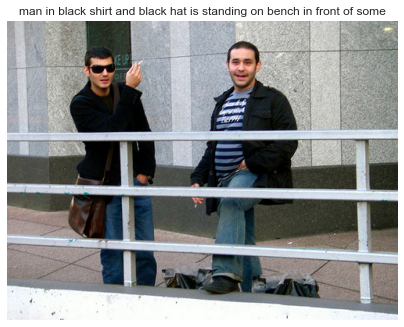 man in black shirt and black hat is standing on bench in front of some